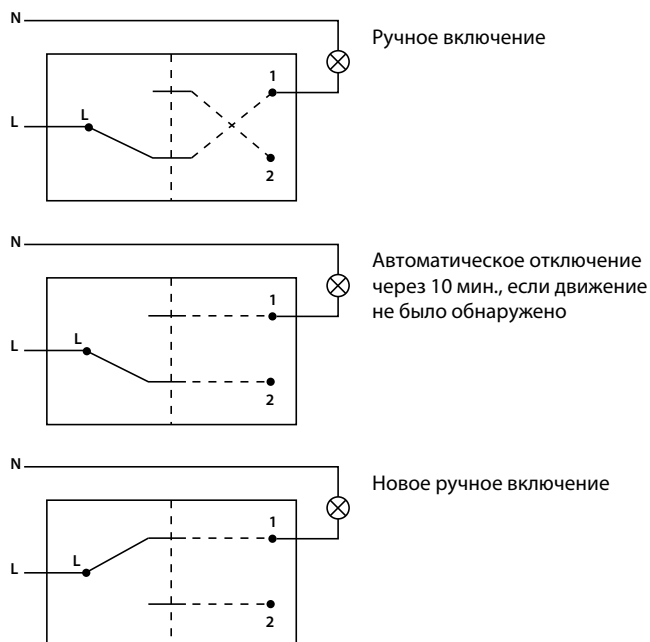 N
Ручное включение
1
L
L
2
N
Автоматическое отключение
через 10 мин., если движение
не было обнаружено
1
L
L
2
N
Новое ручное включение
1
L
L
2